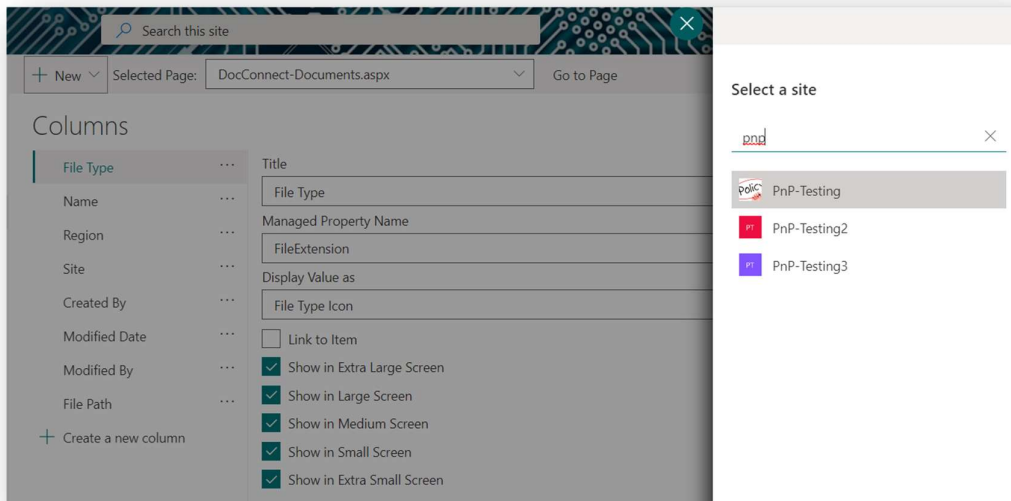 Search this site
New
Selected Page:
DocConnect-Documents.aspx
Go to Page
Columns
File Type
Name
Region
Site
Created By
Modified Date
Modified By
File Path
Create a new column
Title
File Type
Managed Property Name
FileExtension
Display Value as
File Type Icon
Link to Item
Show in Extra Large Screen
Show in Large Screen
Show in Medium Screen
Show in Small Screen
Show in Extra Small Screen
Select a site
pnp
Policy
PnP-Testing
PT
PnP-Testing2
PT
PnP-Testing3